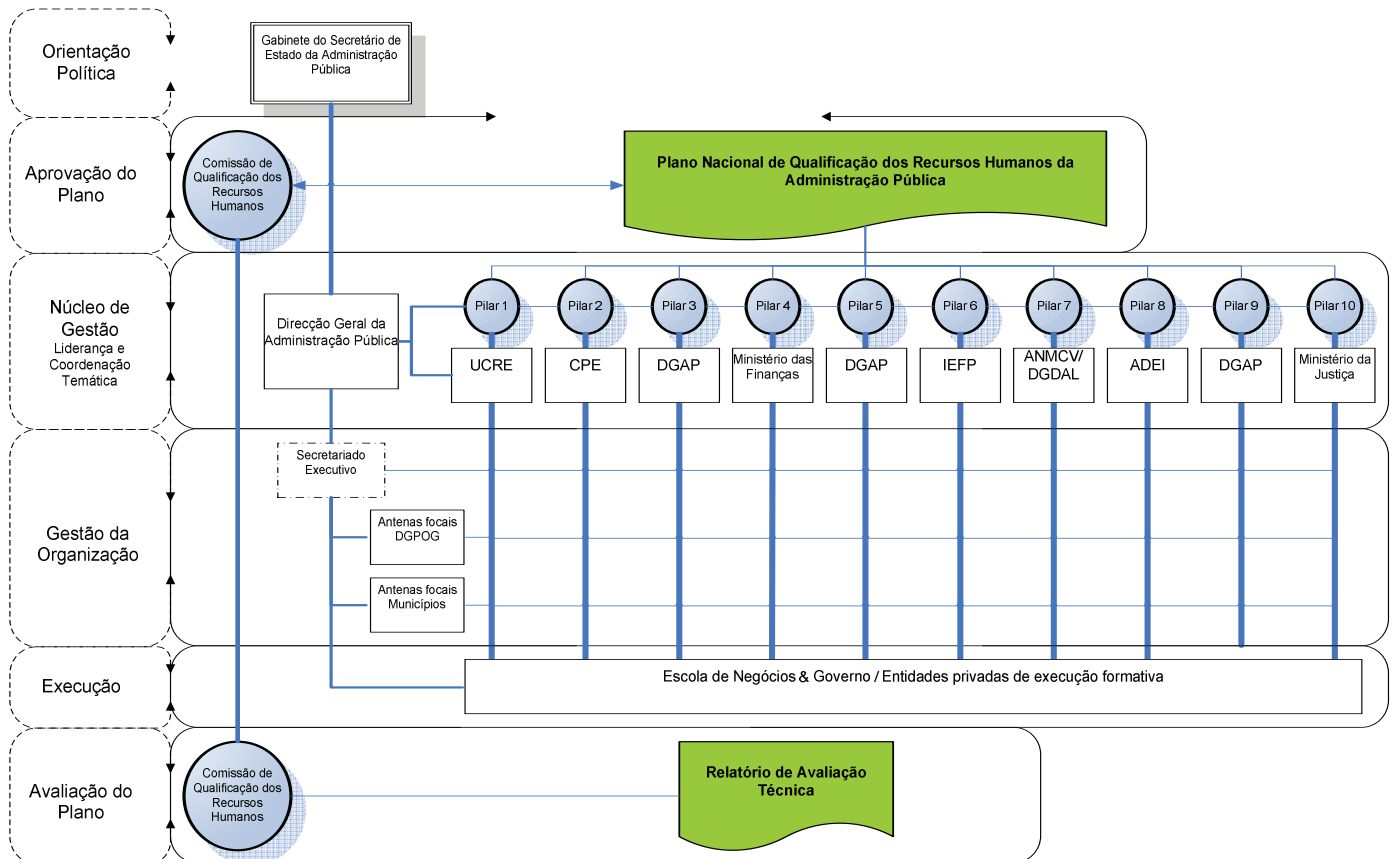 Orientação
Política
Gabinete do Secretário de
Estado da Administração
Pública
Aprovação do
Plano
Comissão de
Qualificação dos
Recursos
Humanos
Plano Nacional de Qualificação dos Recursos Humanos da
Administração Pública
Núcleo de
Gestão
Liderança e
Coordenação
Temática
Direcção Geral da
Administração Pública
Pilar 1
Pilar 2
Pilar 3
Pilar 4
Pilar 5
Pilar 6
Pilar 7
Pilar 8
Pilar 9
Pilar 10
UCRE
CPE
DGAP
Ministério das
Finanças
DGAP
IEFP
ANMCV/
DGDAL
ADEI
DGAP
Ministério da
Justiça
Gestão da
Organização
Secretariado
Executivo
Antenas focais
DGPOG
Antenas focais
Municípios
Execução
Escola de Negócios & Governo / Entidades privadas de execução formativa
Avaliação do
Plano
Comissão de
Qualificação dos
Recursos
Humanos
Relatório de Avaliação
Técnica